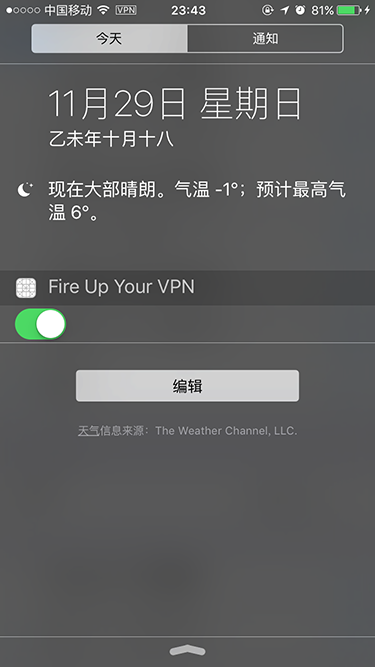 中国移动 VPN 23:43 81%
今天 通知
11月29日 星期日
乙未年十月十八
现在大部晴朗。气温 -1°；预计最高气
温 6°。
Fire Up Your VPN
编辑
天气信息来源：The Weather Channel, LLC.